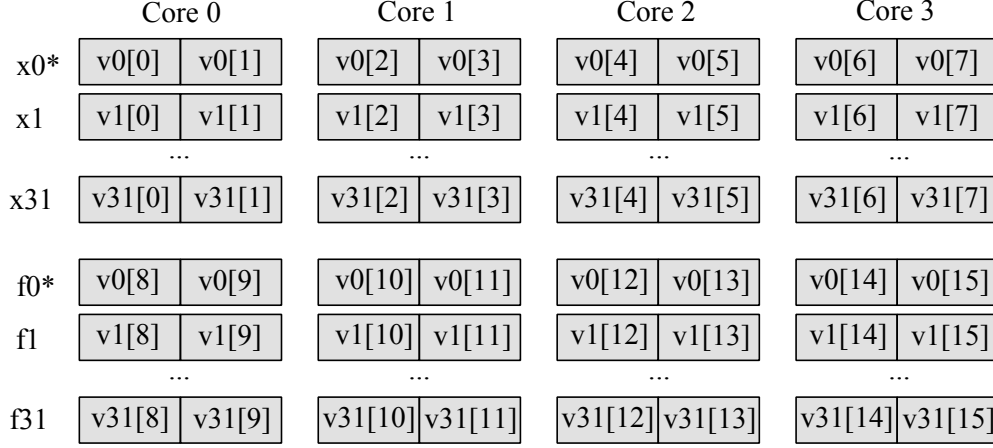 Core 0 Core 1 Core 2 Core 3
x0* v0[0] v0[1] v0[2] v0[3] v0[4] v0[5] v0[6] v0[7]
x1 v1[0] v1[1] v1[2] v1[3] v1[4] v1[5] v1[6] v1[7]
... ... ... ...
x31 v31[0] v31[1] v31[2] v31[3] v31[4] v31[5] v31[6] v31[7]
f0* v0[8] v0[9] v0[10] v0[11] v0[12] v0[13] v0[14] v0[15]
f1 v1[8] v1[9] v1[10] v1[11] v1[12] v1[13] v1[14] v1[15]
... ... ... ...
f31 v31[8] v31[9] v31[10] v31[11] v31[12] v31[13] v31[14] v31[15]